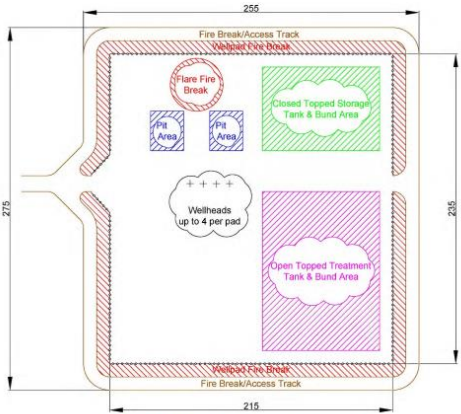 255
Fire Break/Access Track
Wellpad Fire Break
Flare Fire
Break
Closed Topped Storage
Tank & Bund Area
Pit
Area
Pit
Area
275
235
Wellheads
up to 4 per pad
Open Topped Treatment
Tank & Bund Area
Wellpad Fire Break
Fire Break/Access Track
215